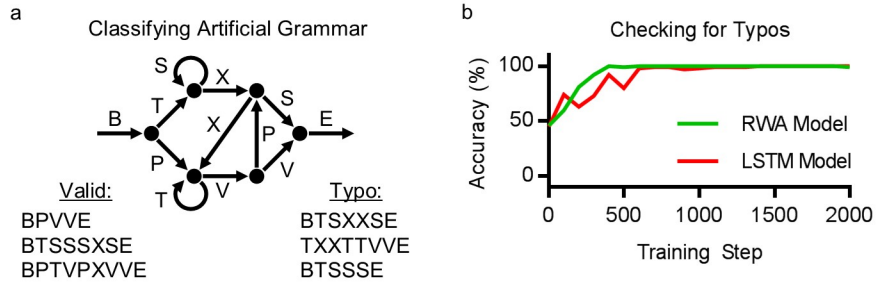 a
Classifying Artificial Grammar
S
X
T
S
B
X
P
E
P
V
T
V
Valid:
BPVVE
BTSSSXSE
BPTVPXVVE
Typo:
BTSXXSE
TXXTTVVE
BTSSSE
b
Checking for Typos
Accuracy (%)
100
50
0
RWA Model
LSTM Model
0 500 1000 1500 2000
Training Step